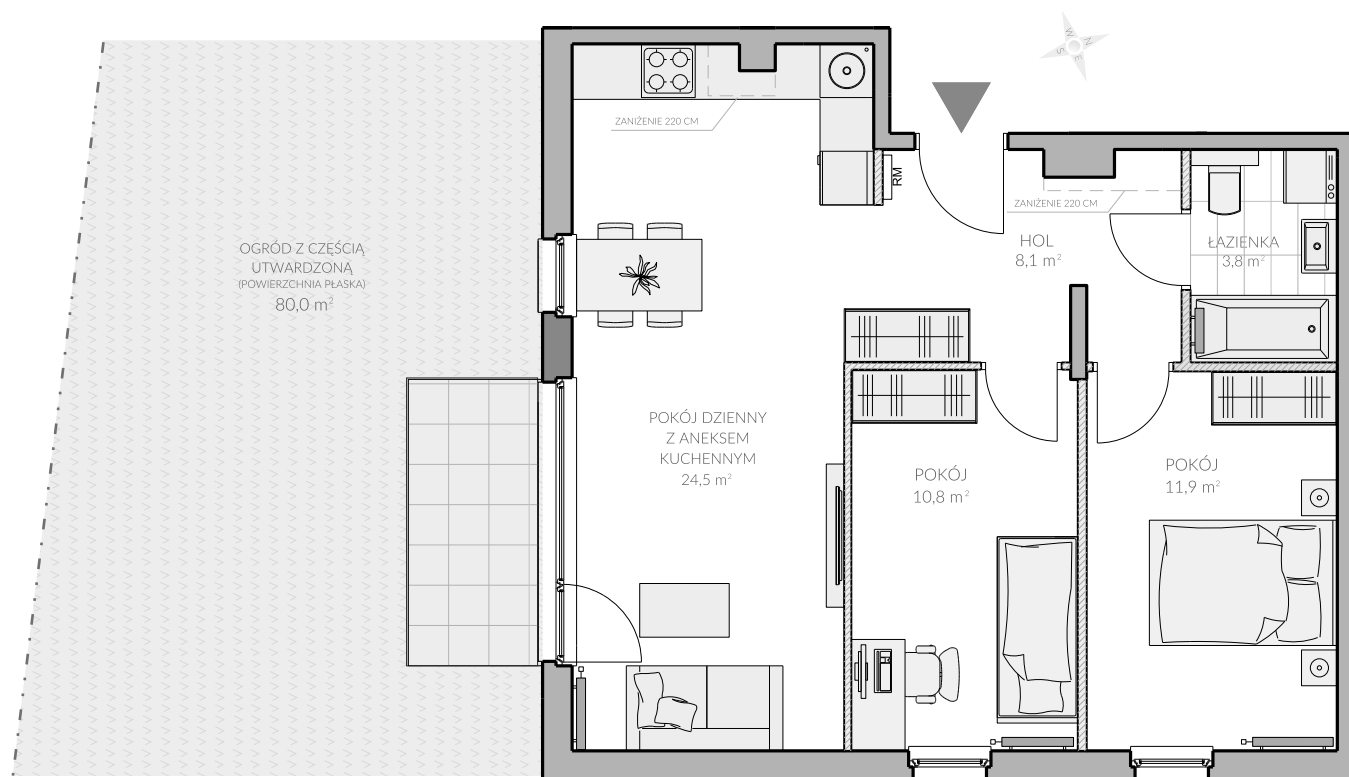 W
N
S
E
ZANIŻENIE 220 CM
RM
ZANIŻENIE 220 CM
OGRÓD Z CZĘŚCIĄ
UTWARDZONĄ
(POWIERZCHNIA PŁASKA)
80,0 m²
HOL
8,1 m²
ŁAZIENKA
3,8 m²
POKÓJ DZIENNY
Z ANEKSEM
KUCHENNYM
24,5 m²
POKÓJ
10,8 m²
POKÓJ
11,9 m²